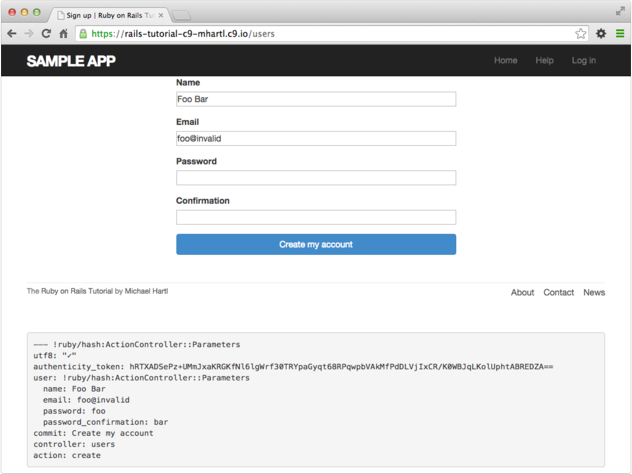 Sign up | Ruby on Rails Tu
https://rails-tutorial-c9-mhartl.c9.io/users
SAMPLE APP Home Help Log in
Name
Foo Bar
Email
foo@invalid
Password
Confirmation
Create my account
The Ruby on Rails Tutorial by Michael Hartl About Contact News
--- !ruby/hash:ActionController::Parameters
utf8: "✓"
authenticity_token: hRTXADSePz+UMmJxaKRGKfNl6lgWrf30TRYpaGyqt68RPqwpbVAkMfPdDLVjIxCR/K0WBJqLKolUphtABREDZA==
user: !ruby/hash:ActionController::Parameters
name: Foo Bar
email: foo@invalid
password: foo
password_confirmation: bar
commit: Create my account
controller: users
action: create